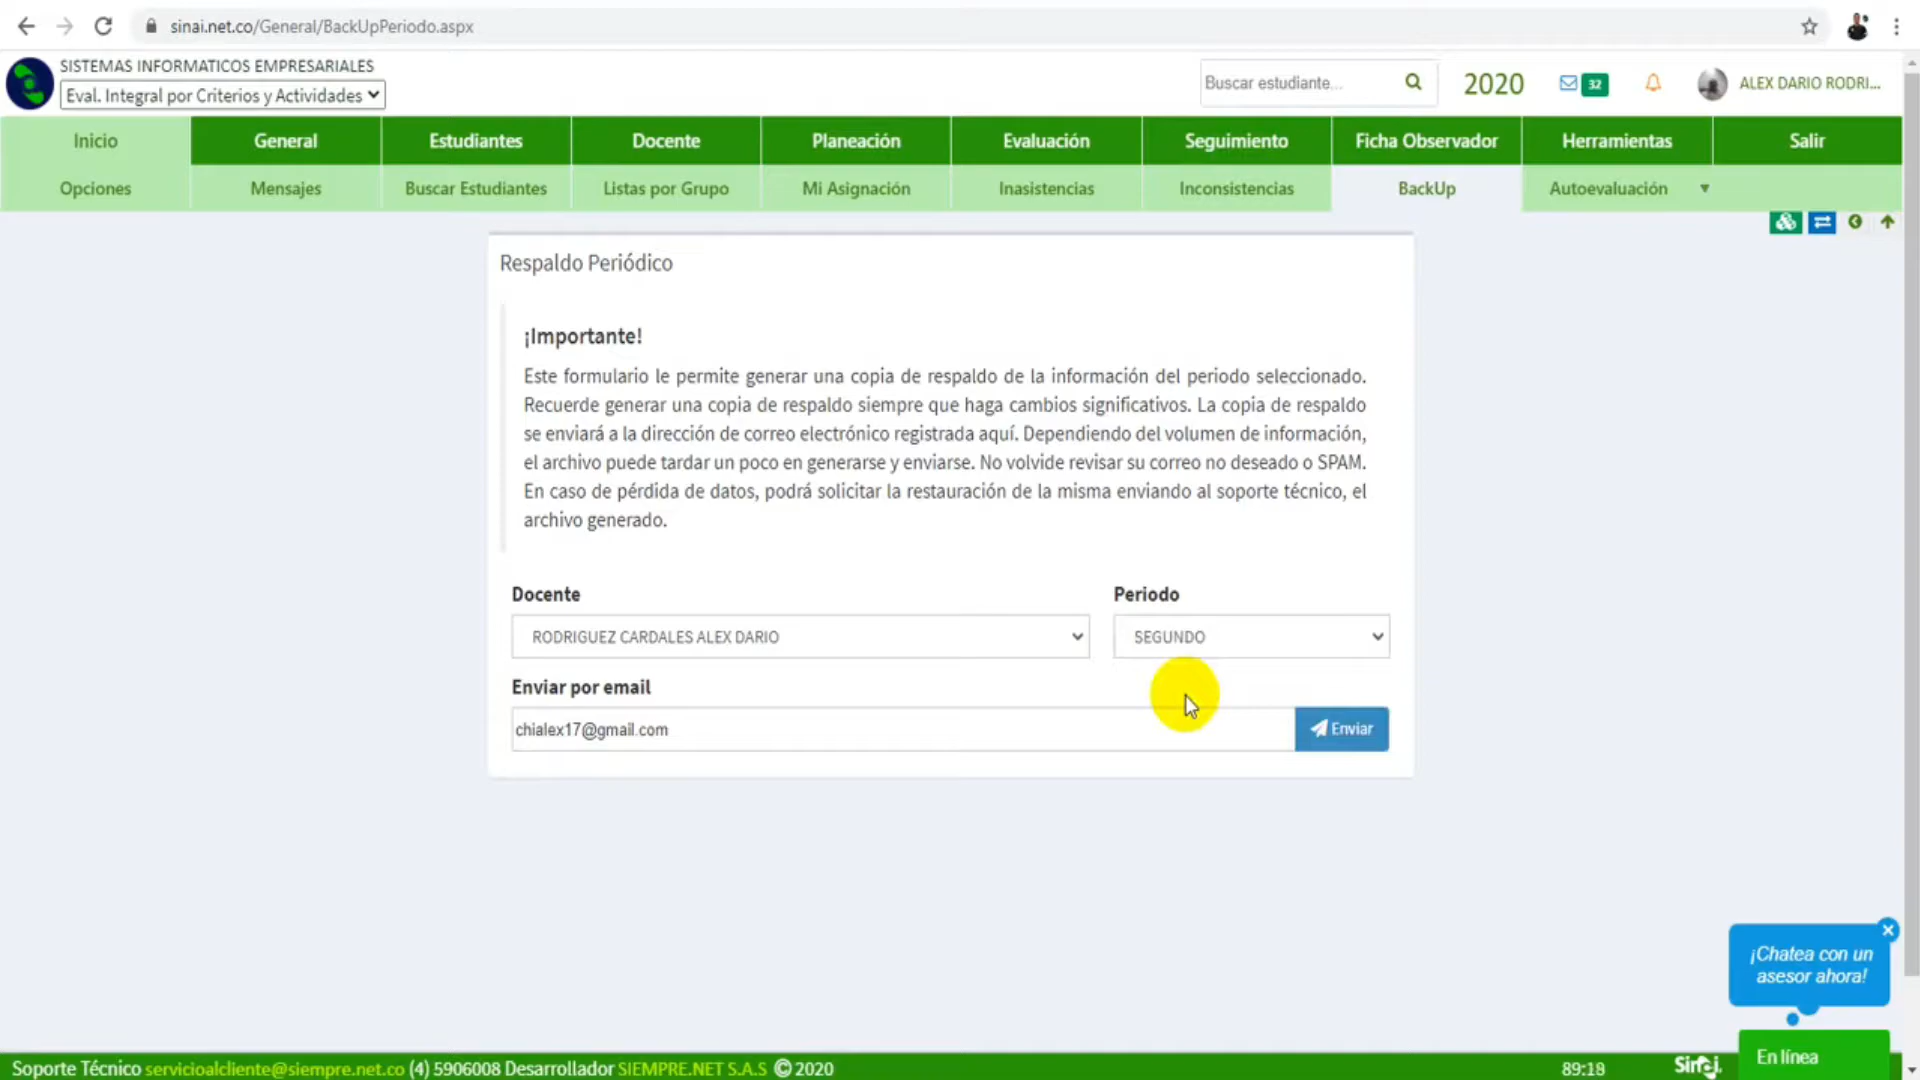 sinai.net.co/General/BackUpPeriodo.aspx
SISTEMAS INFORMATICOS EMPRESARIALES
Eval. Integral por Criterios y Actividades
Buscar estudiante...
2020
32
ALEX DARIO RODRI...
Inicio General Estudiantes Docente Planeación Evaluación Seguimiento Ficha Observador Herramientas Salir
Opciones Mensajes Buscar Estudiantes Listas por Grupo Mi Asignación Inasistencias Inconsistencias BackUp Autoevaluación
Respaldo Periódico
¡Importante!
Este formulario le permite generar una copia de respaldo de la información del periodo seleccionado.
Recuerde generar una copia de respaldo siempre que haga cambios significativos. La copia de respaldo
se enviará a la dirección de correo electrónico registrada aquí. Dependiendo del volumen de información,
el archivo puede tardar un poco en generarse y enviarse. No volvide revisar su correo no deseado o SPAM.
En caso de pérdida de datos, podrá solicitar la restauración de la misma enviando al soporte técnico, el
archivo generado.
Docente Periodo
RODRIGUEZ CARDALES ALEX DARIO SEGUNDO
Enviar por email
chialex17@gmail.com Enviar
¡Chatea con un
asesor ahora!
En línea
Soporte Técnico servicioalcliente@siempre.net.co (4) 5906008 Desarrollador SIEMPRE.NET S.A.S © 2020 89:18 Sinai.